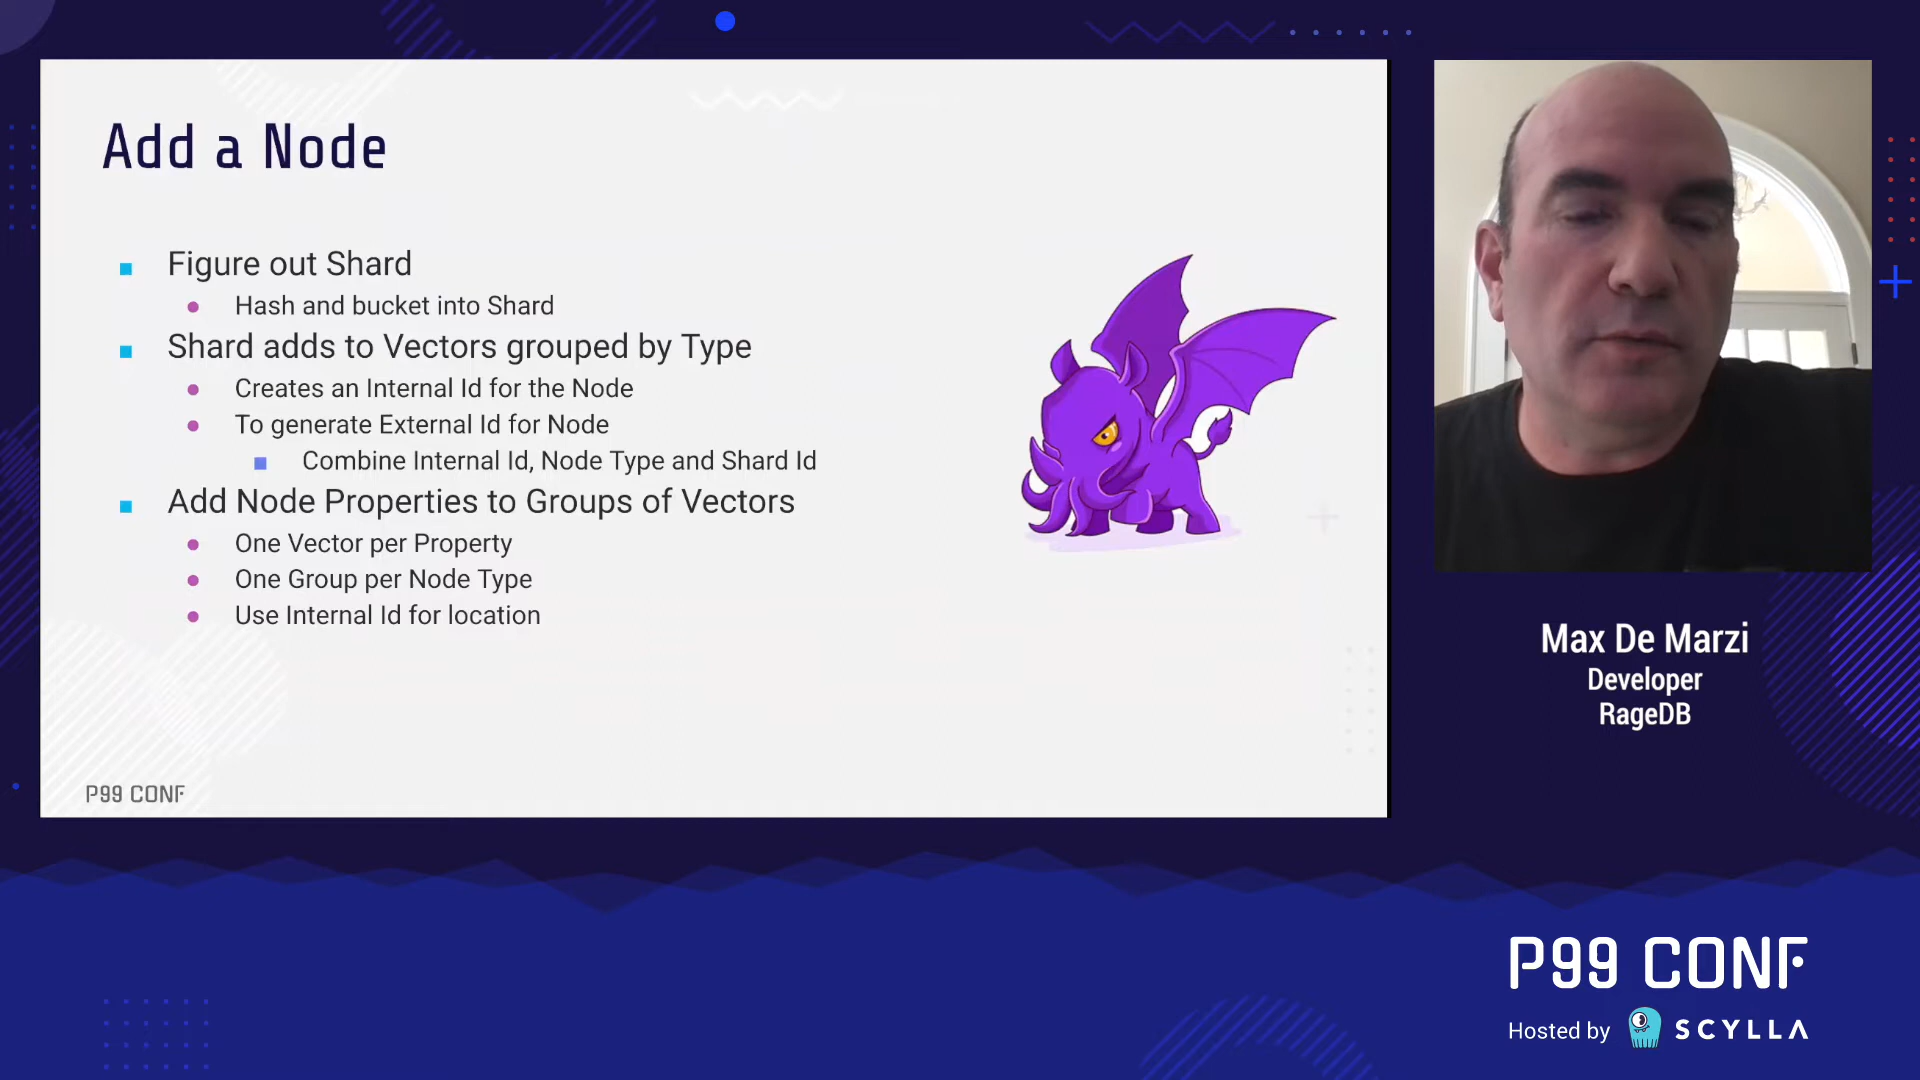 Add a Node
Figure out Shard
Hash and bucket into Shard
Shard adds to Vectors grouped by Type
Creates an Internal Id for the Node
To generate External Id for Node
Combine Internal Id, Node Type and Shard Id
Add Node Properties to Groups of Vectors
One Vector per Property
One Group per Node Type
Use Internal Id for location
P99 CONF
Max De Marzi
Developer
RageDB
P99 CONF
Hosted by SCYLLA